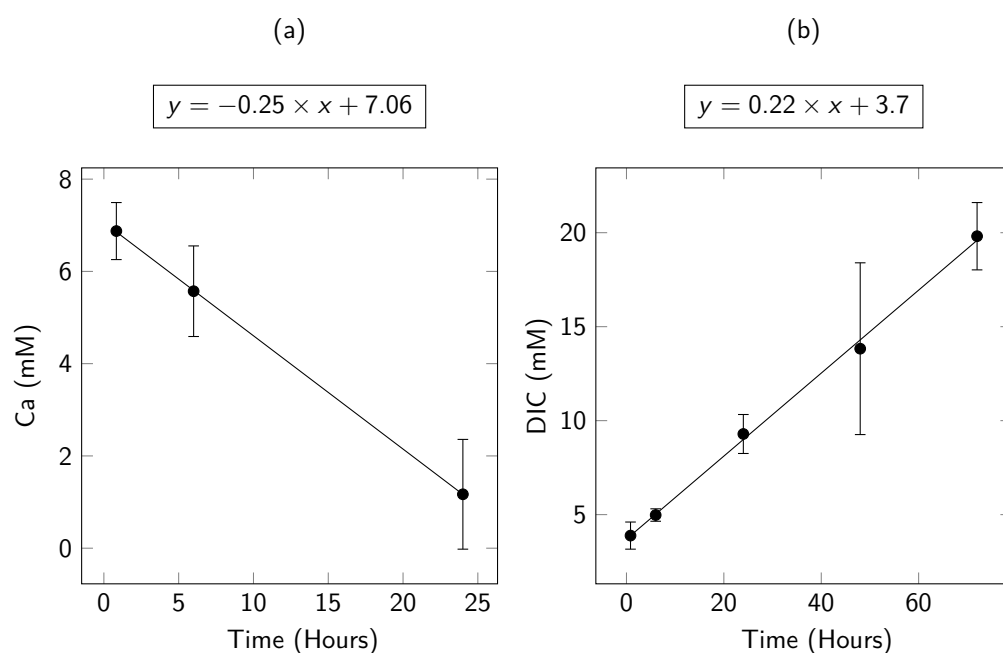 (a)
y = −0.25 × x + 7.06
8
6
4
2
0
Ca (mM)
0 5 10 15 20 25
Time (Hours)
(b)
y = 0.22 × x + 3.7
20
15
10
5
DIC (mM)
0 20 40 60
Time (Hours)